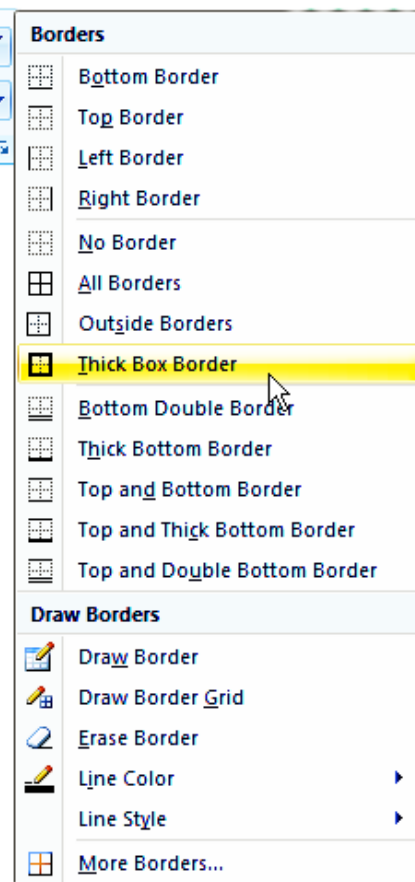 Borders
Bottom Border
Top Border
Left Border
Right Border
No Border
All Borders
Outside Borders
Thick Box Border
Bottom Double Border
Thick Bottom Border
Top and Bottom Border
Top and Thick Bottom Border
Top and Double Bottom Border
Draw Borders
Draw Border
Draw Border Grid
Erase Border
Line Color
Line Style
More Borders...